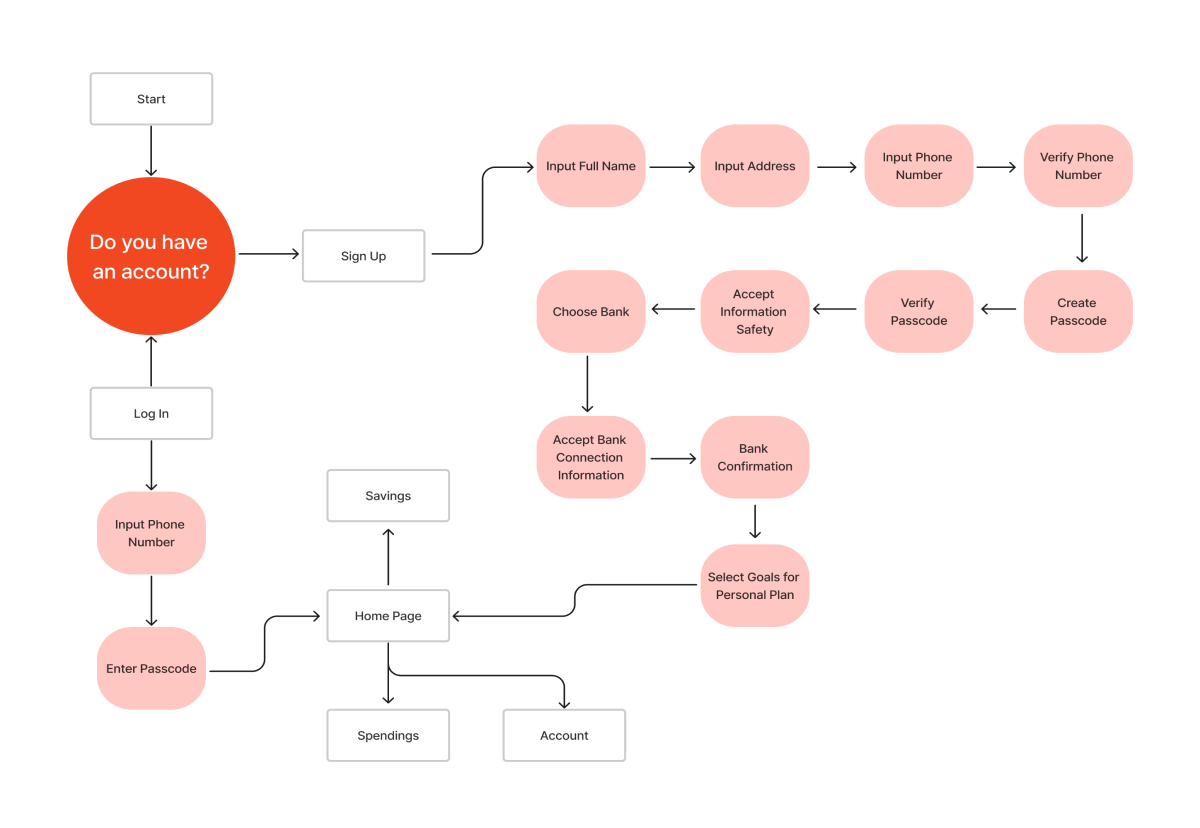 Start
Do you have
an account?
Sign Up
Input Full Name
Input Address
Input Phone
Number
Verify Phone
Number
Create
Passcode
Verify
Passcode
Accept
Information
Safety
Choose Bank
Accept Bank
Connection
Information
Bank
Confirmation
Select Goals for
Personal Plan
Log In
Input Phone
Number
Enter Passcode
Home Page
Savings
Spendings
Account